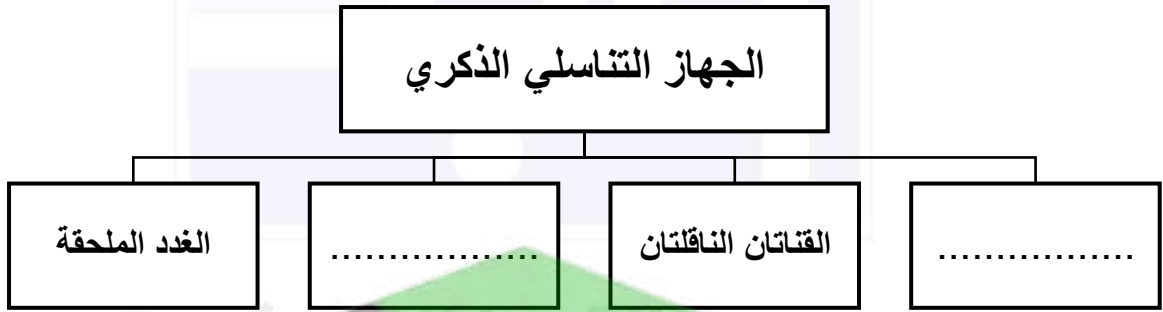 الجهاز التناسلي الذكري
.................
القناتان الناقلتان
..................
الغدد الملحقة